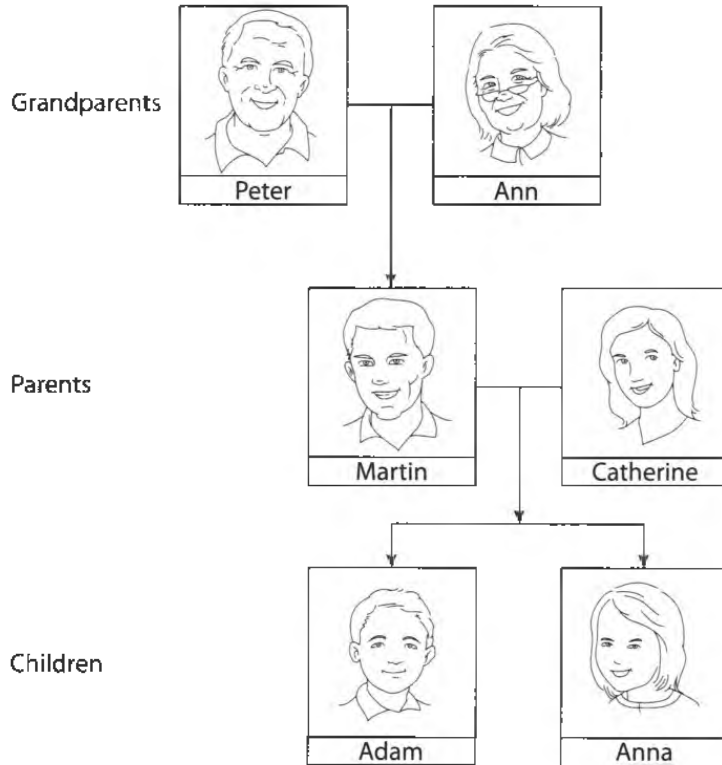 Grandparents
Peter
Ann
Parents
Martin
Catherine
Children
Adam
Anna